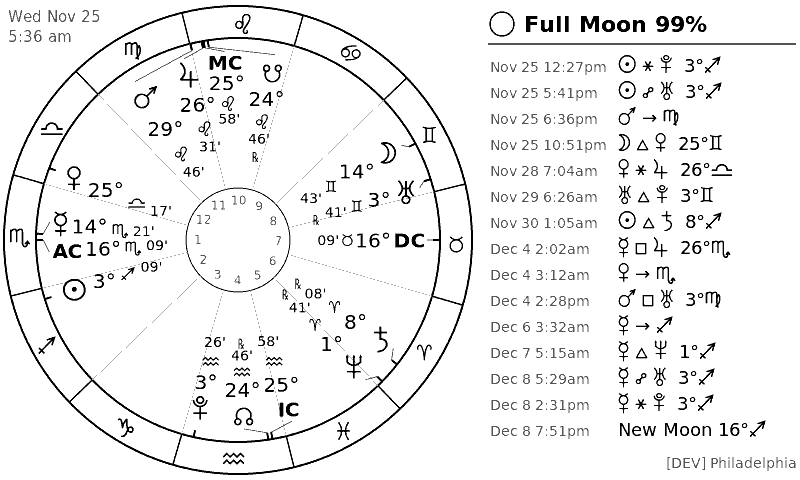 Wed Nov 25
5:36 am
♌
♍
♋
♎
♊
♏
♉
♐
♈
♑
♓
♒
MC
25° ♌ 58'
♃ 26° ♌ 31'
♂ 29° ♌ 46'
☋ 24° ♌ 46' ℞
☽ 14° ♊ 43'
♅ 3° ♊ 41' ℞
♀ 25° ♎ 17'
☿ 14° ♏ 21'
AC 16° ♏ 09'
☉ 3° ♐ 09'
09' ♉ 16° DC
♄ 8° ♈ 08' ℞
♆ 1° ♈ 41' ℞
♇ 3° ♒ 26'
☊ 24° ♒ 46' ℞
25° ♒ 58'
IC
11 10 9
12 8
1 7
2 6
3 4 5
○ Full Moon 99%
Nov 25 12:27pm ☉ ⚹ ♇ 3°♐
Nov 25 5:41pm ☉ ☍ ♅ 3°♐
Nov 25 6:36pm ♂ → ♍
Nov 25 10:51pm ☽ △ ♀ 25°♊
Nov 28 7:04am ♀ ⚹ ♃ 26°♎
Nov 29 6:26am ♅ △ ♇ 3°♊
Nov 30 1:05am ☉ △ ♄ 8°♐
Dec 4 2:02am ☿ □ ♃ 26°♏
Dec 4 3:12am ♀ → ♏
Dec 4 2:28pm ♂ □ ♅ 3°♍
Dec 6 3:32am ☿ → ♐
Dec 7 5:15am ☿ △ ♆ 1°♐
Dec 8 5:29am ☿ ☍ ♅ 3°♐
Dec 8 2:31pm ☿ ⚹ ♇ 3°♐
Dec 8 7:51pm New Moon 16°♐
[DEV] Philadelphia